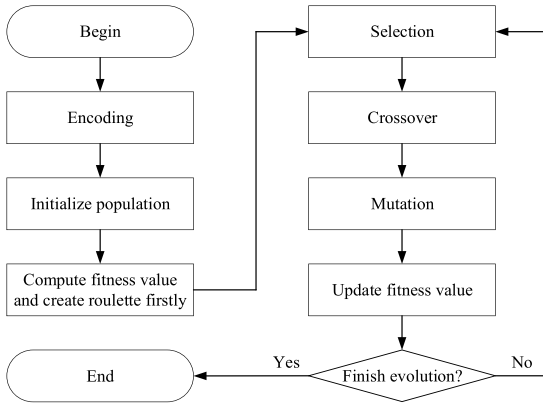 Begin
Encoding
Initialize population
Compute fitness value
and create roulette firstly
End
Selection
Crossover
Mutation
Update fitness value
Finish evolution?
Yes
No